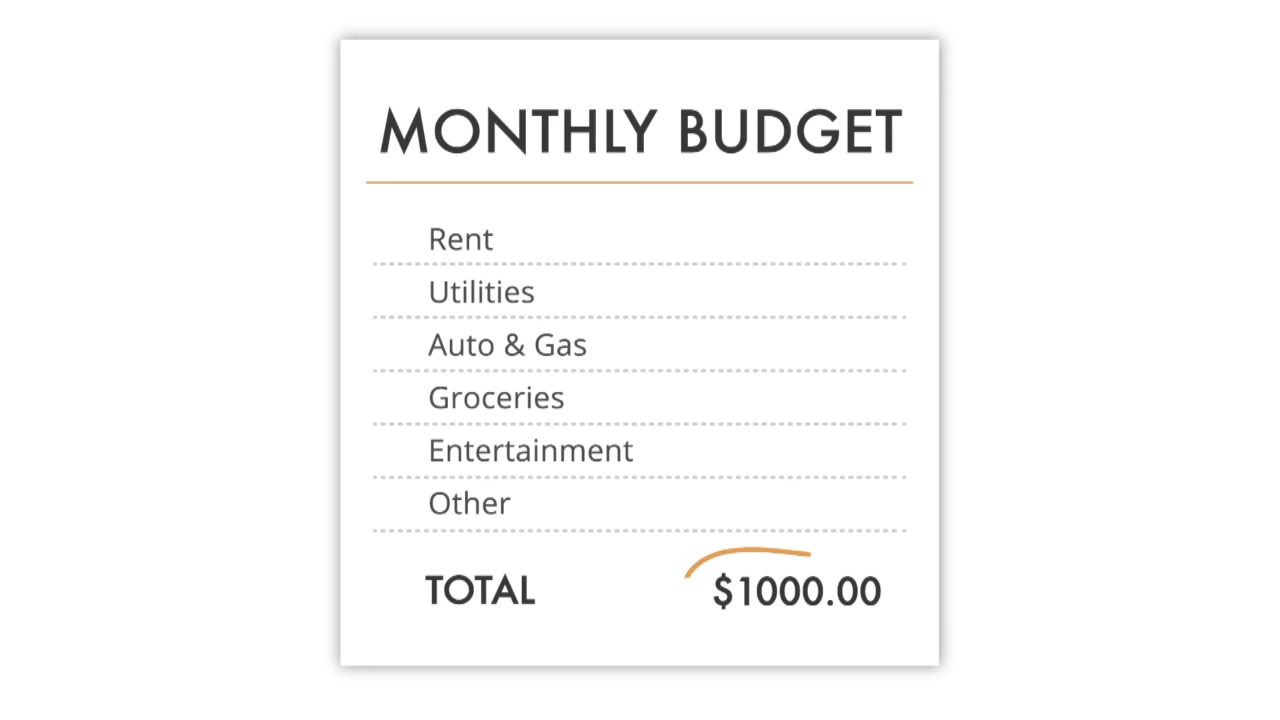 MONTHLY BUDGET
Rent
Utilities
Auto & Gas
Groceries
Entertainment
Other
TOTAL $1000.00